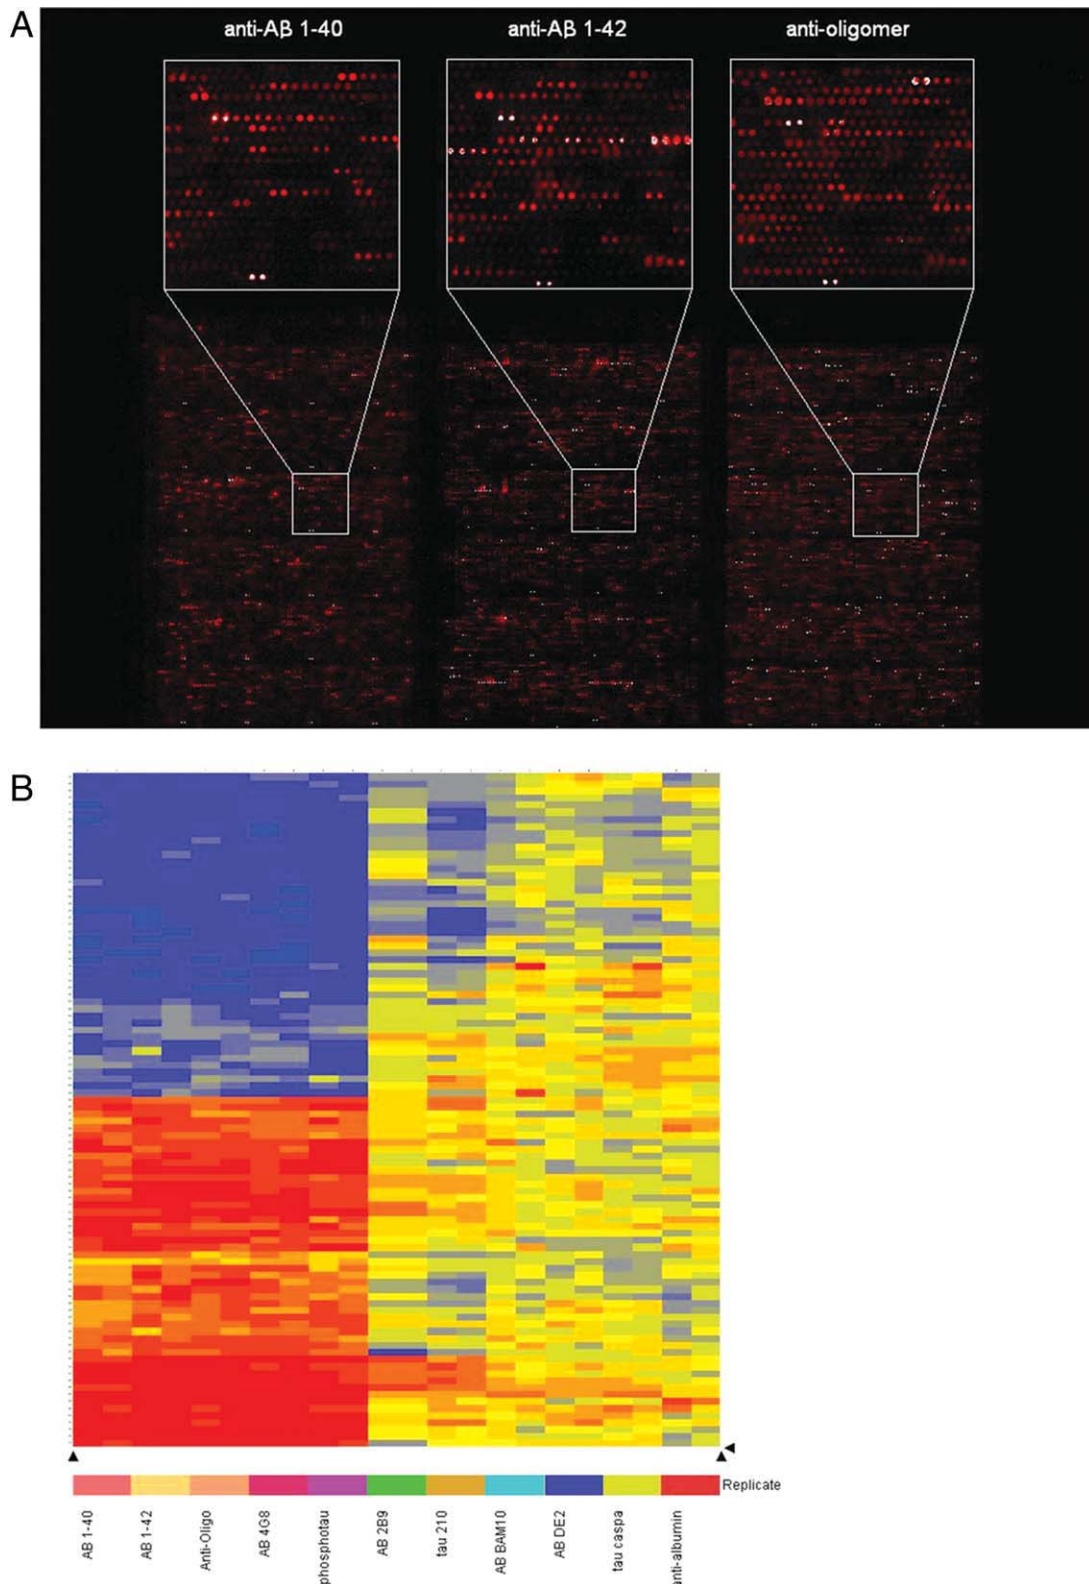 A
anti-Aβ 1-40 anti-Aβ 1-42 anti-oligomer
B
Replicate
AB 1-40
AB 1-42
Anti-Oligo
AB 4G8
phosphotau
AB 2B9
tau 210
AB BAM10
AB DE2
tau caspa
anti-albumin